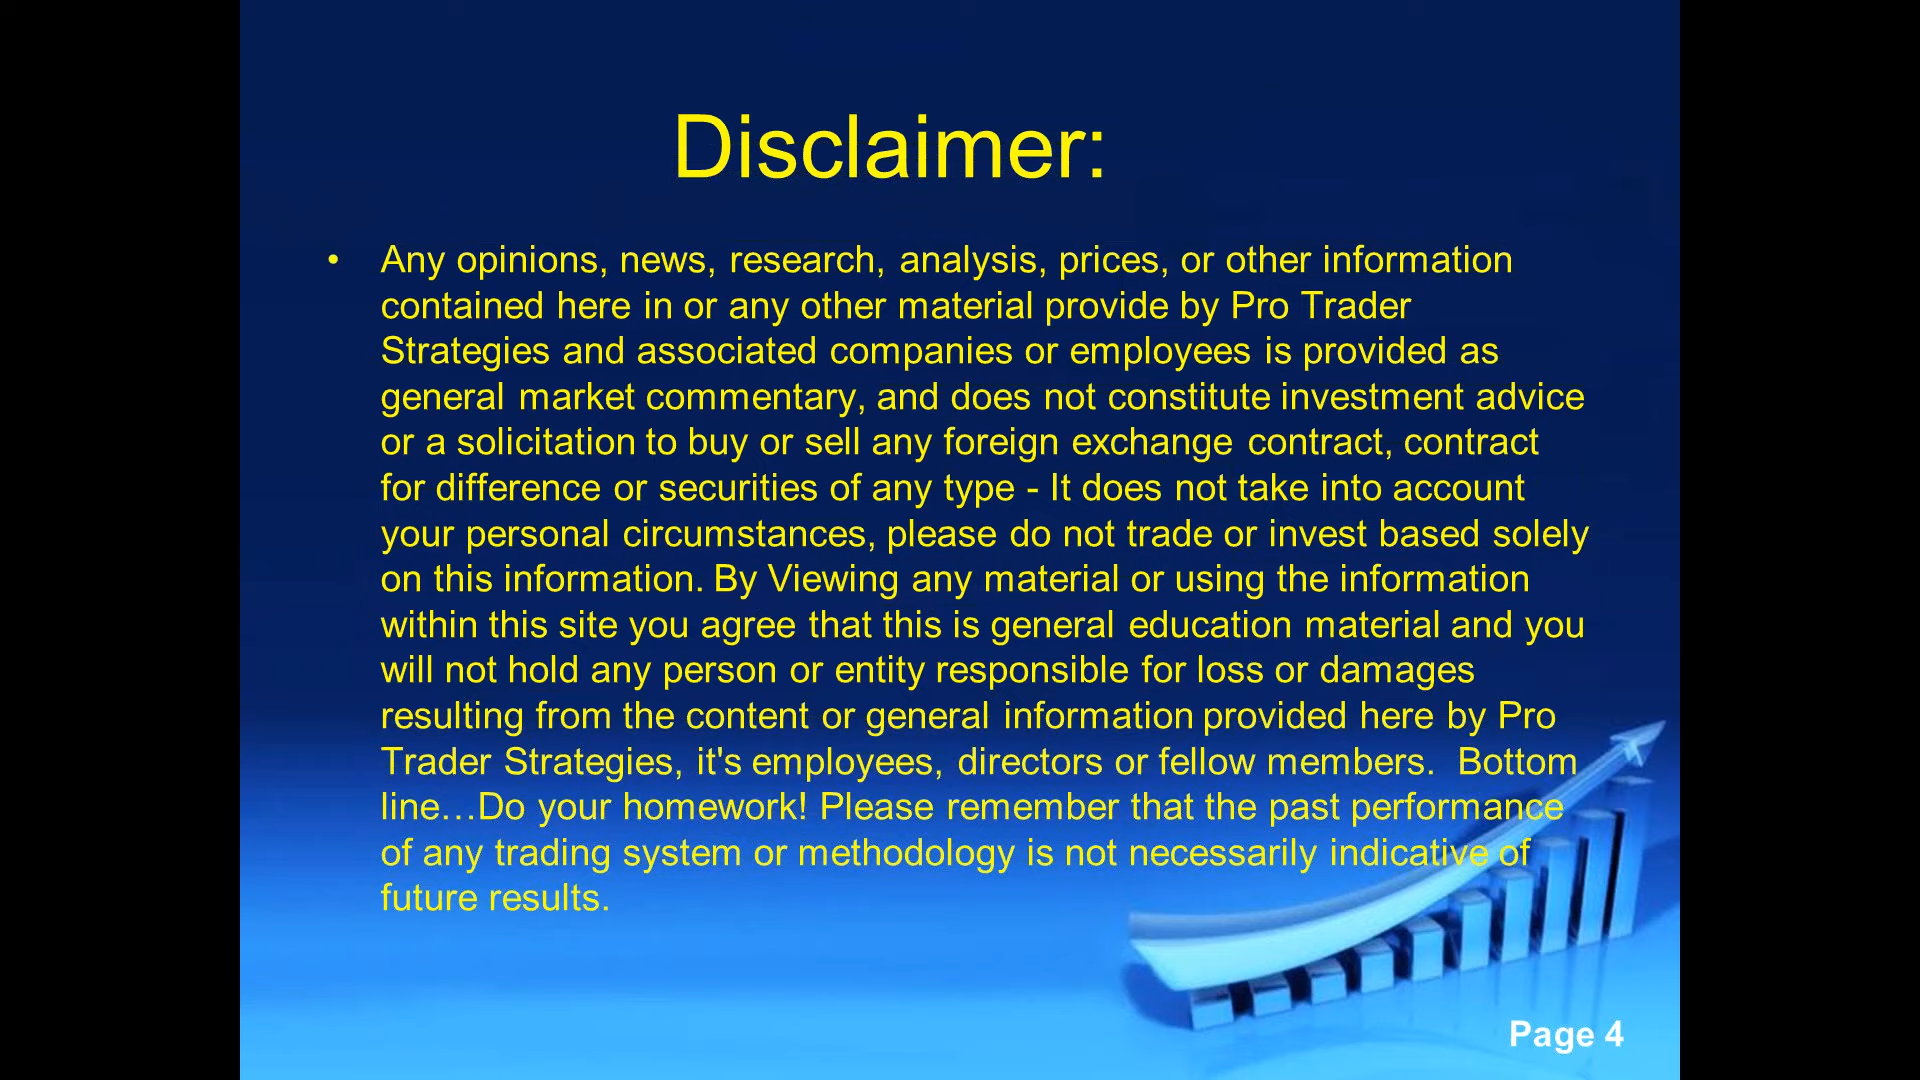 Disclaimer:
• Any opinions, news, research, analysis, prices, or other information
contained here in or any other material provide by Pro Trader
Strategies and associated companies or employees is provided as
general market commentary, and does not constitute investment advice
or a solicitation to buy or sell any foreign exchange contract, contract
for difference or securities of any type - It does not take into account
your personal circumstances, please do not trade or invest based solely
on this information. By Viewing any material or using the information
within this site you agree that this is general education material and you
will not hold any person or entity responsible for loss or damages
resulting from the content or general information provided here by Pro
Trader Strategies, it's employees, directors or fellow members.  Bottom
line…Do your homework! Please remember that the past performance
of any trading system or methodology is not necessarily indicative of
future results.
Page 4